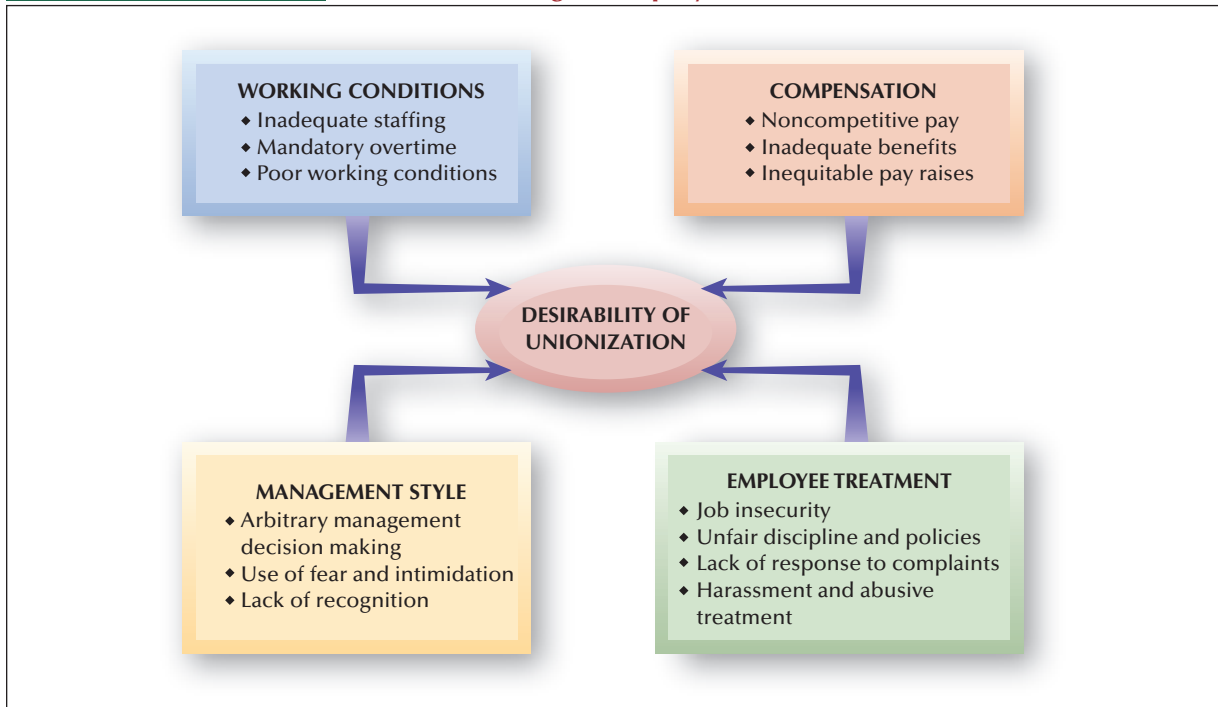 WORKING CONDITIONS
◆ Inadequate staffing
◆ Mandatory overtime
◆ Poor working conditions
COMPENSATION
◆ Noncompetitive pay
◆ Inadequate benefits
◆ Inequitable pay raises
DESIRABILITY OF
UNIONIZATION
MANAGEMENT STYLE
◆ Arbitrary management
decision making
◆ Use of fear and intimidation
◆ Lack of recognition
EMPLOYEE TREATMENT
◆ Job insecurity
◆ Unfair discipline and policies
◆ Lack of response to complaints
◆ Harassment and abusive
treatment